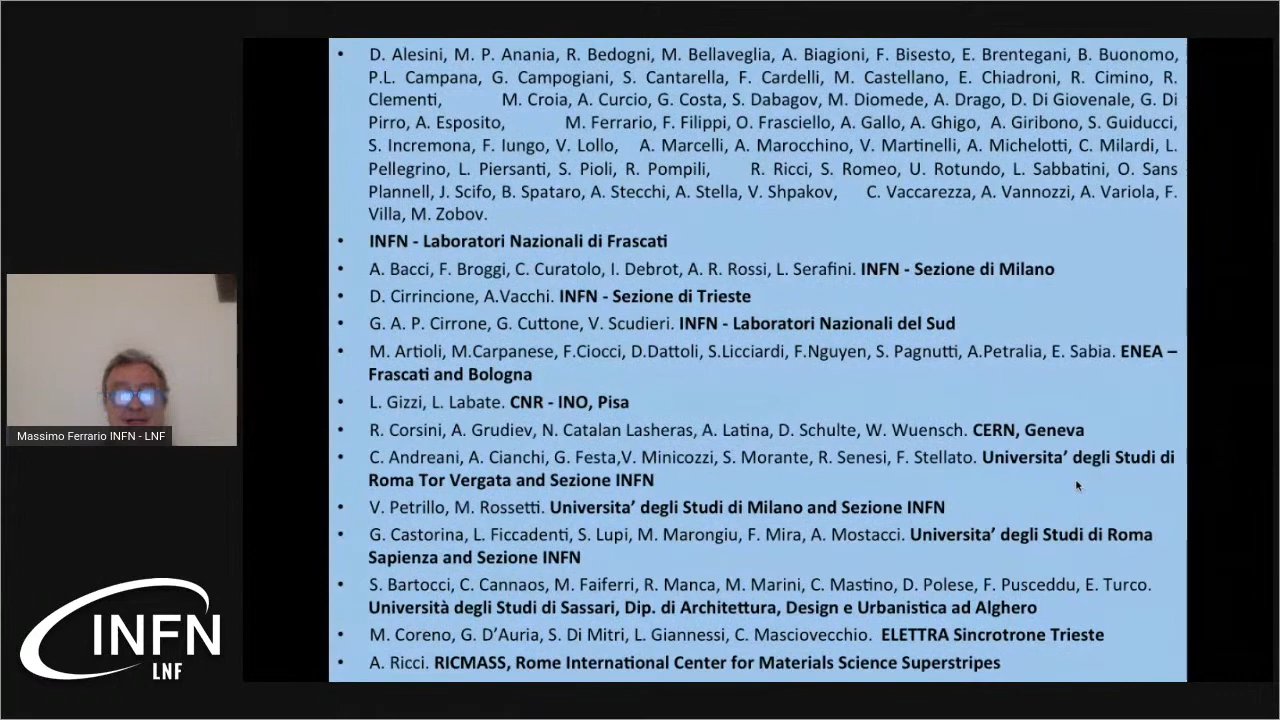 • D. Alesini, M. P. Anania, R. Bedogni, M. Bellaveglia, A. Biagioni, F. Bisesto, E. Brentegani, B. Buonomo,
P.L. Campana, G. Campogiani, S. Cantarella, F. Cardelli, M. Castellano, E. Chiadroni, R. Cimino, R.
Clementi, M. Croia, A. Curcio, G. Costa, S. Dabagov, M. Diomede, A. Drago, D. Di Giovenale, G. Di
Pirro, A. Esposito, M. Ferrario, F. Filippi, O. Frasciello, A. Gallo, A. Ghigo, A. Giribono, S. Guiducci,
S. Incremona, F. Iungo, V. Lollo, A. Marcelli, A. Marocchino, V. Martinelli, A. Michelotti, C. Milardi, L.
Pellegrino, L. Piersanti, S. Pioli, R. Pompili, R. Ricci, S. Romeo, U. Rotundo, L. Sabbatini, O. Sans
Plannell, J. Scifo, B. Spataro, A. Stecchi, A. Stella, V. Shpakov, C. Vaccarezza, A. Vannozzi, A. Variola, F.
Villa, M. Zobov.
• INFN - Laboratori Nazionali di Frascati
• A. Bacci, F. Broggi, C. Curatolo, I. Debrot, A. R. Rossi, L. Serafini. INFN - Sezione di Milano
• D. Cirrincione, A.Vacchi. INFN - Sezione di Trieste
• G. A. P. Cirrone, G. Cuttone, V. Scudieri. INFN - Laboratori Nazionali del Sud
• M. Artioli, M.Carpanese, F.Ciocci, D.Dattoli, S.Licciardi, F.Nguyen, S. Pagnutti, A.Petralia, E. Sabia. ENEA –
Frascati and Bologna
• L. Gizzi, L. Labate. CNR - INO, Pisa
• R. Corsini, A. Grudiev, N. Catalan Lasheras, A. Latina, D. Schulte, W. Wuensch. CERN, Geneva
• C. Andreani, A. Cianchi, G. Festa,V. Minicozzi, S. Morante, R. Senesi, F. Stellato. Universita’ degli Studi di
Roma Tor Vergata and Sezione INFN
• V. Petrillo, M. Rossetti. Universita’ degli Studi di Milano and Sezione INFN
• G. Castorina, L. Ficcadenti, S. Lupi, M. Marongiu, F. Mira, A. Mostacci. Universita’ degli Studi di Roma
Sapienza and Sezione INFN
• S. Bartocci, C. Cannaos, M. Faiferri, R. Manca, M. Marini, C. Mastino, D. Polese, F. Pusceddu, E. Turco.
Università degli Studi di Sassari, Dip. di Architettura, Design e Urbanistica ad Alghero
• M. Coreno, G. D’Auria, S. Di Mitri, L. Giannessi, C. Masciovecchio. ELETTRA Sincrotrone Trieste
• A. Ricci. RICMASS, Rome International Center for Materials Science Superstripes
Massimo Ferrario INFN - LNF
INFN
LNF